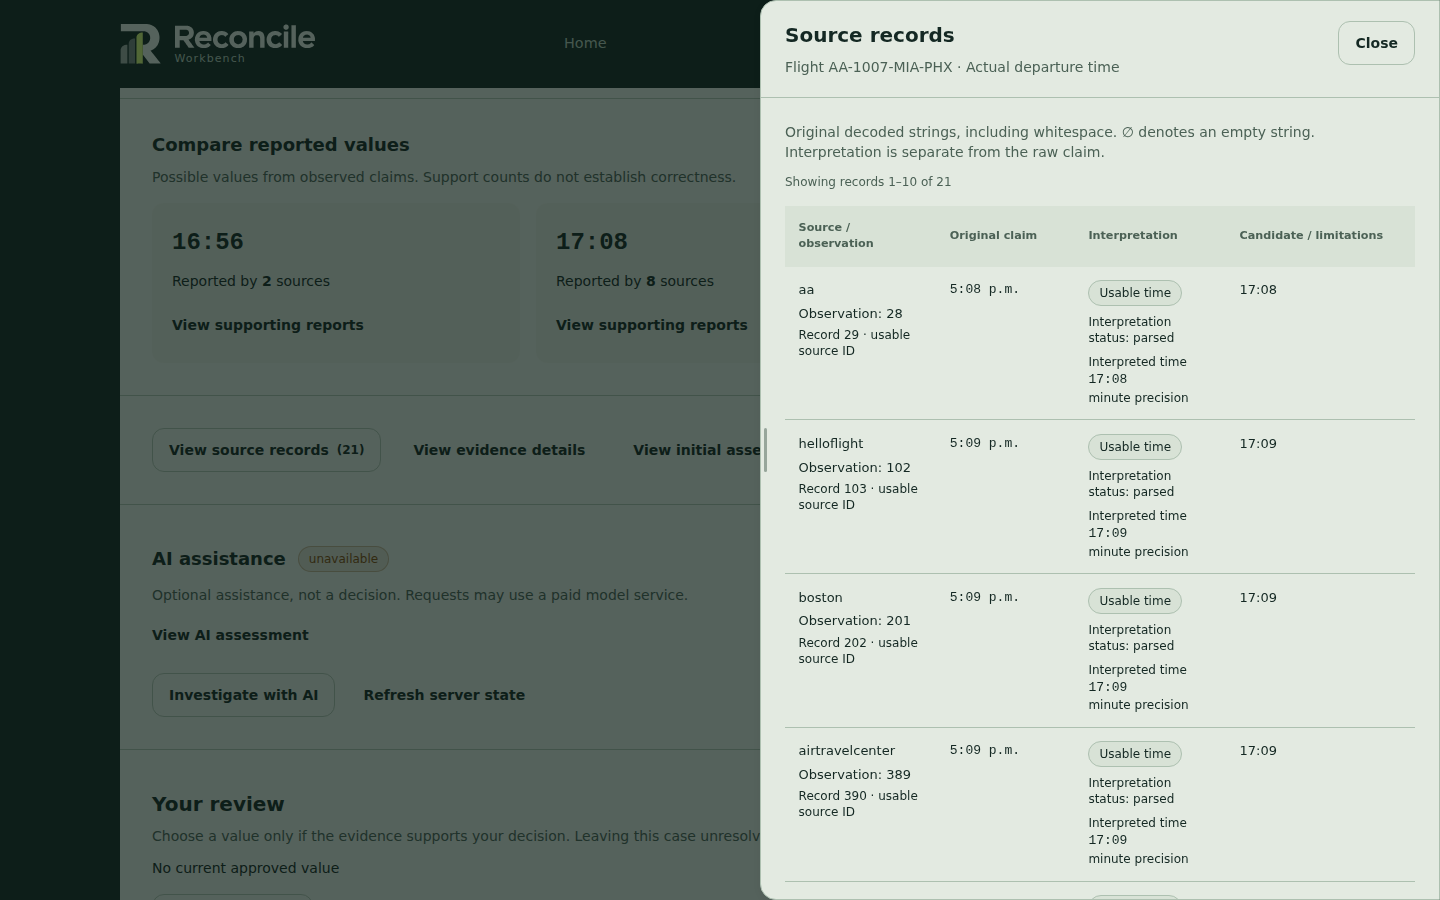 Reconcile
Workbench
Home
Compare reported values
Possible values from observed claims. Support counts do not establish correctness.
16:56
Reported by 2 sources
View supporting reports
17:08
Reported by 8 sources
View supporting reports
View source records (21)
View evidence details
View initial asse
AI assistance
unavailable
Optional assistance, not a decision. Requests may use a paid model service.
View AI assessment
Investigate with AI
Refresh server state
Your review
Choose a value only if the evidence supports your decision. Leaving this case unresolv
No current approved value
Source records
Flight AA-1007-MIA-PHX · Actual departure time
Close
Original decoded strings, including whitespace. ∅ denotes an empty string.
Interpretation is separate from the raw claim.
Showing records 1–10 of 21
Source /
observation
Original claim
Interpretation
Candidate / limitations
aa
Observation: 28
Record 29 · usable
source ID
5:08 p.m.
Usable time
Interpretation
status: parsed
Interpreted time
17:08
minute precision
17:08
helloflight
Observation: 102
Record 103 · usable
source ID
5:09 p.m.
Usable time
Interpretation
status: parsed
Interpreted time
17:09
minute precision
17:09
boston
Observation: 201
Record 202 · usable
source ID
5:09 p.m.
Usable time
Interpretation
status: parsed
Interpreted time
17:09
minute precision
17:09
airtravelcenter
Observation: 389
Record 390 · usable
source ID
5:09 p.m.
Usable time
Interpretation
status: parsed
Interpreted time
17:09
minute precision
17:09